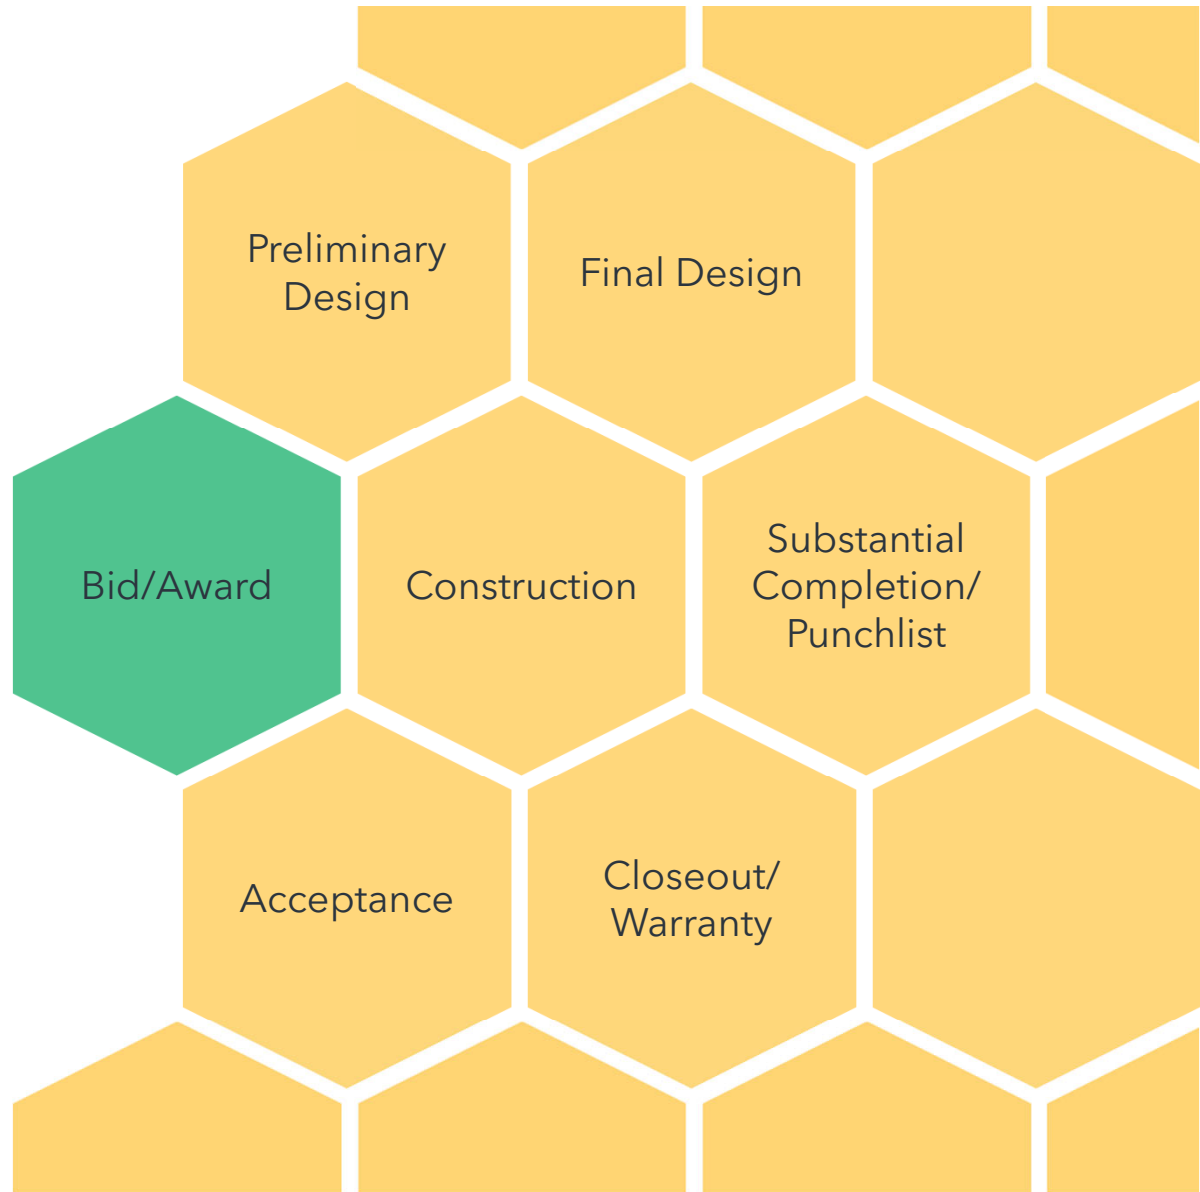 Preliminary
Design
Final Design
Bid/Award
Construction
Substantial
Completion/
Punchlist
Acceptance
Closeout/
Warranty